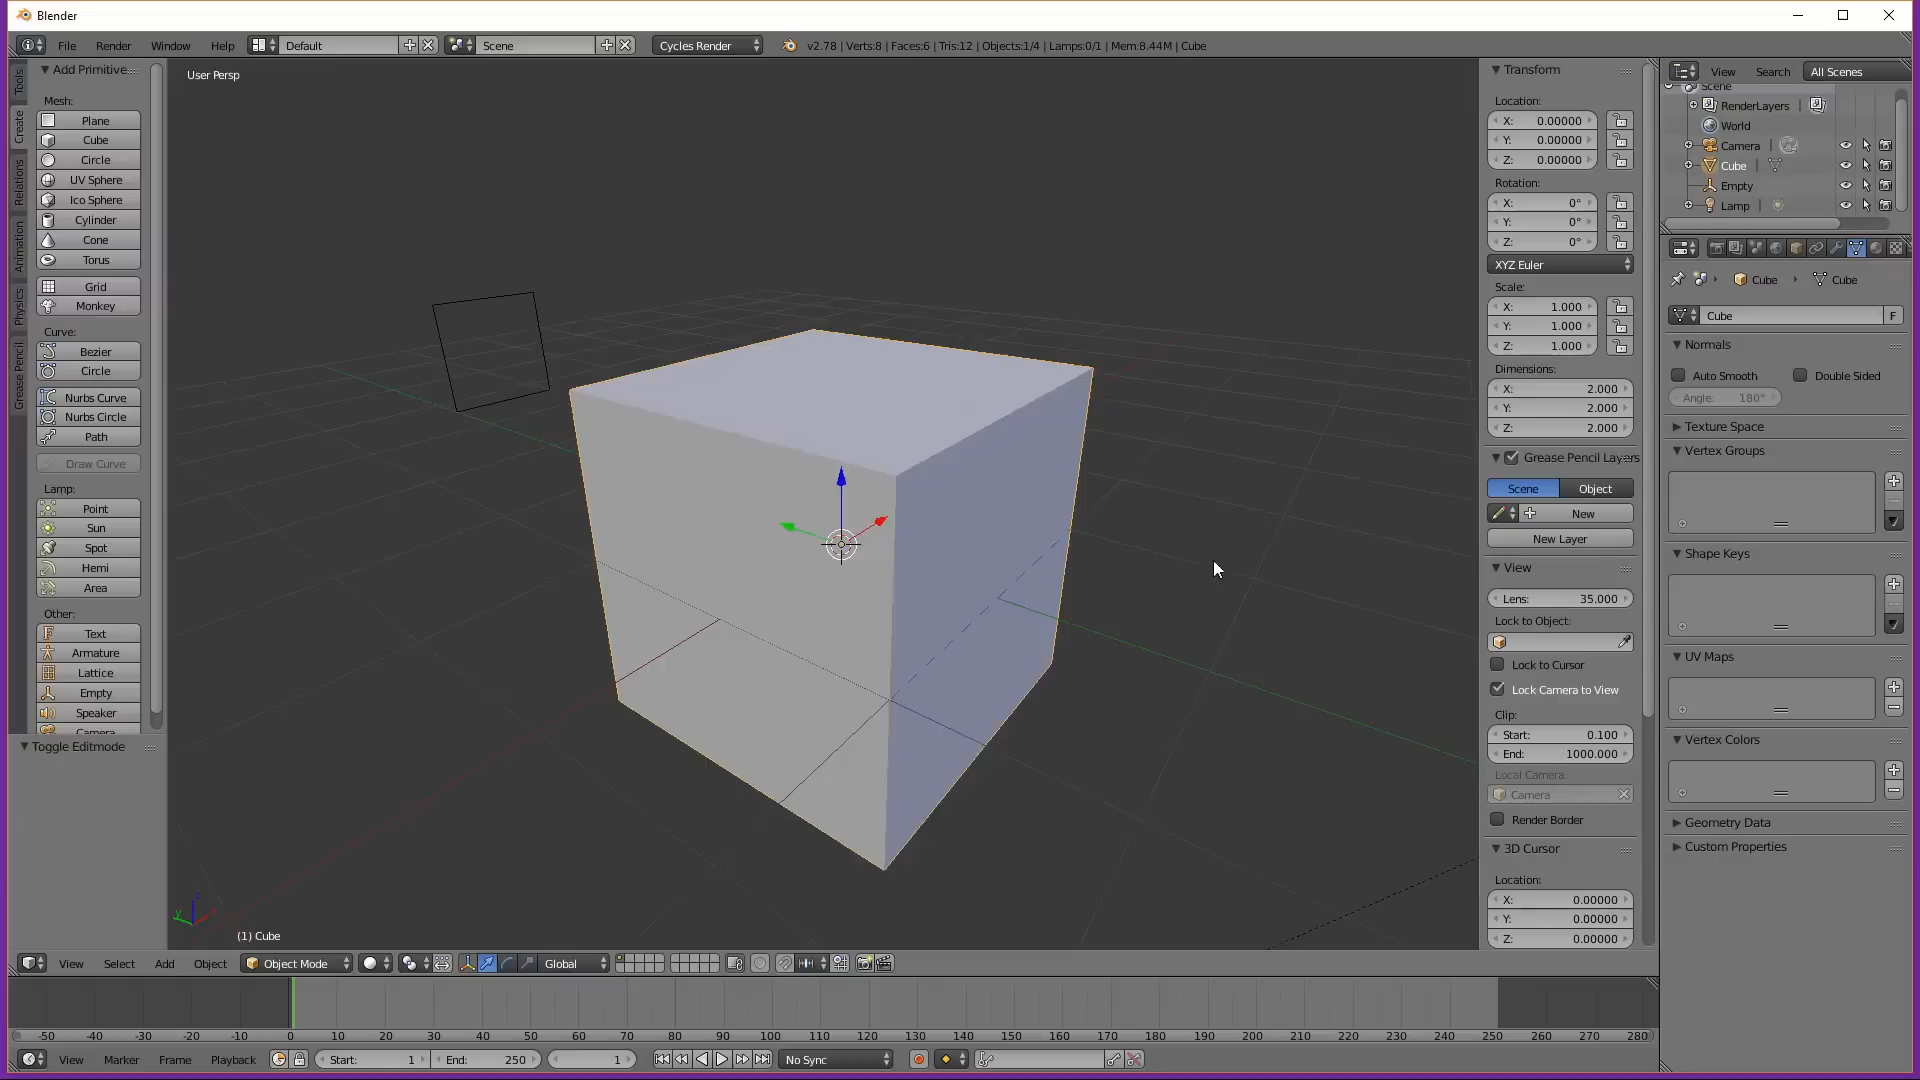 Blender
File Render Window Help Default Scene Cycles Render v2.78 | Verts:8 | Faces:6 | Tris:12 | Objects:1/4 | Lamps:0/1 | Mem:8.44M | Cube
Tools
Create
Relations
Animation
Physics
Grease Pencil
Add Primitive
Mesh:
Plane
Cube
Circle
UV Sphere
Ico Sphere
Cylinder
Cone
Torus
Grid
Monkey
Curve:
Bezier
Circle
Nurbs Curve
Nurbs Circle
Path
Draw Curve
Lamp:
Point
Sun
Spot
Hemi
Area
Other:
Text
Armature
Lattice
Empty
Speaker
Camera
Toggle Editmode
User Persp
(1) Cube
Transform
Location:
X: 0.00000
Y: 0.00000
Z: 0.00000
Rotation:
X: 0°
Y: 0°
Z: 0°
XYZ Euler
Scale:
X: 1.000
Y: 1.000
Z: 1.000
Dimensions:
X: 2.000
Y: 2.000
Z: 2.000
Grease Pencil Layers
Scene Object
New
New Layer
View
Lens: 35.000
Lock to Object:
Lock to Cursor
Lock Camera to View
Clip:
Start: 0.100
End: 1000.000
Local Camera:
Camera
Render Border
3D Cursor
Location:
X: 0.00000
Y: 0.00000
Z: 0.00000
View Search All Scenes
Scene
RenderLayers
World
Camera
Cube
Empty
Lamp
Cube Cube
Cube F
Normals
Auto Smooth Double Sided
Angle: 180°
Texture Space
Vertex Groups
Shape Keys
UV Maps
Vertex Colors
Geometry Data
Custom Properties
View Select Add Object Object Mode Global
-50 -40 -30 -20 -10 0 10 20 30 40 50 60 70 80 90 100 110 120 130 140 150 160 170 180 190 200 210 220 230 240 250 260 270 280
View Marker Frame Playback Start: 1 End: 250 1 No Sync